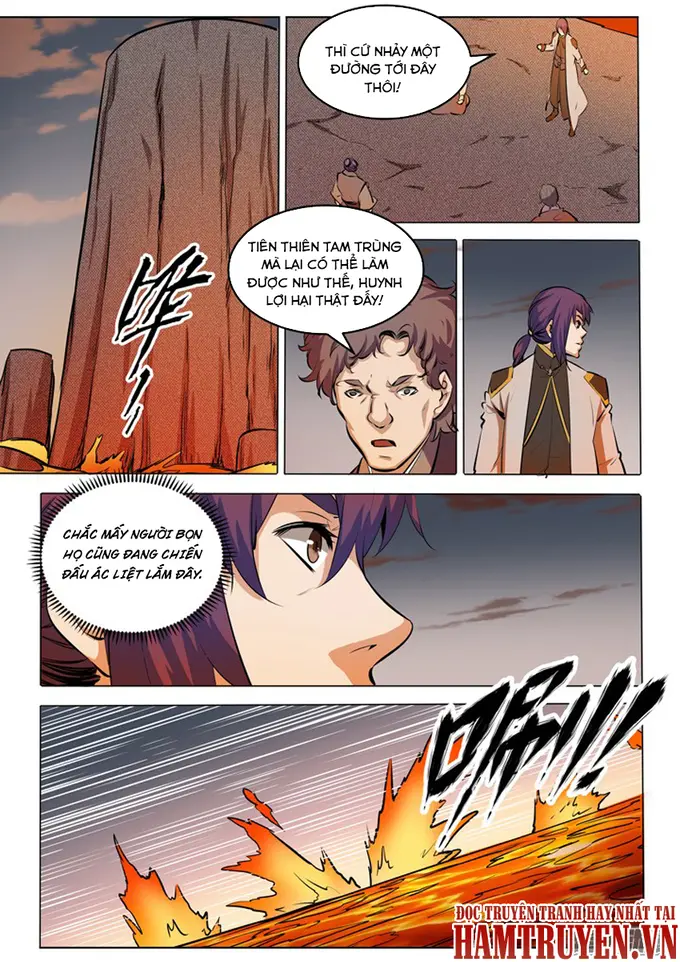 THÌ CỨ NHẢY MỘT
ĐƯỜNG TỚI ĐÂY
THÔI!
TIÊN THIÊN TAM TRÙNG
MÀ LẠI CÓ THỂ LÀM
ĐƯỢC NHƯ THẾ, HUYNH
LỢI HẠI THẬT ĐẤY!
CHẮC MẤY NGƯỜI BỌN
HỌ CŨNG ĐANG CHIẾN
ĐẤU ÁC LIỆT LẮM ĐÂY.
唰!!
ĐỌC TRUYỆN TRANH HAY NHẤT TẠI
HAMTRUYEN.VN